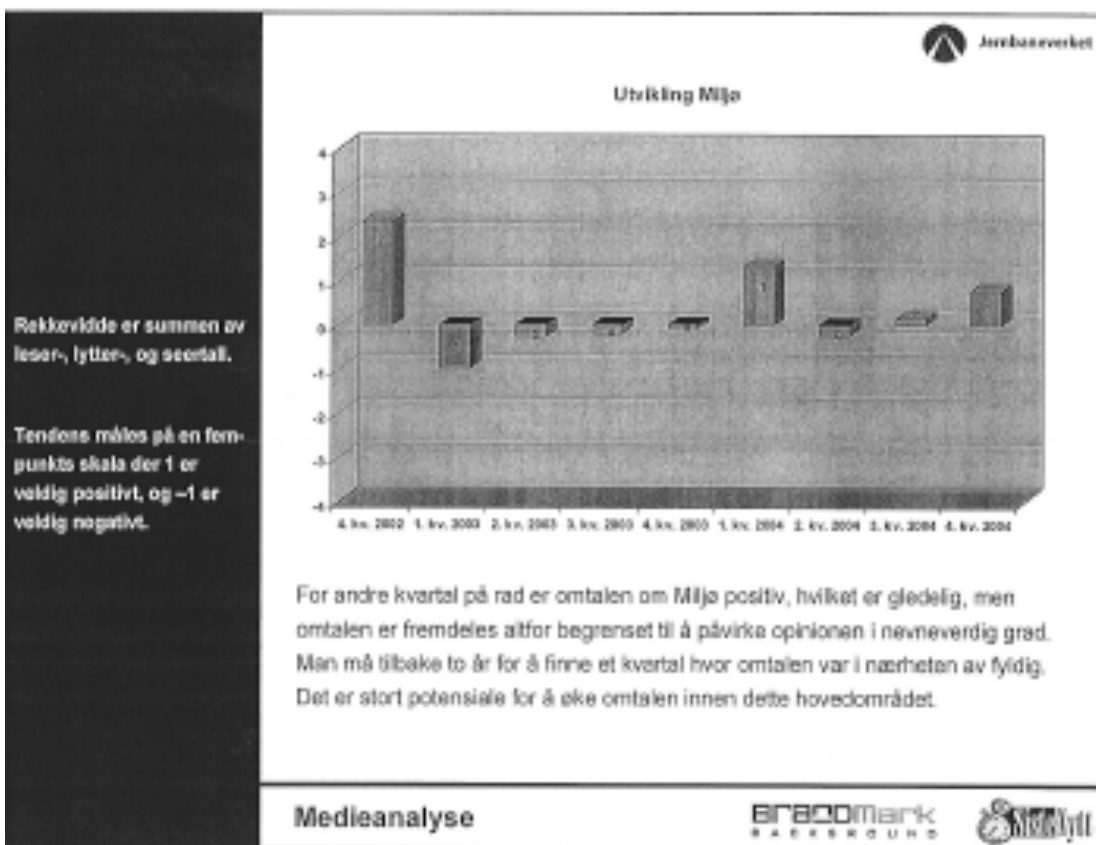 Jernbaneverket
Utvikling Miljø
4
3
2
1
0
-1
-2
-3
-4
4. kv. 2002 1. kv. 2003 2. kv. 2003 3. kv. 2003 4. kv. 2003 1. kv. 2004 2. kv. 2004 3. kv. 2004 4. kv. 2004
Rekkevidde er summen av
leser-, lytter-, og seertall.
Tendens måles på en fem-
punkts skala der 1 er
veldig positivt, og –1 er
veldig negativt.
For andre kvartal på rad er omtalen om Miljø positiv, hvilket er gledelig, men
omtalen er fremdeles altfor begrenset til å påvirke opinionen i nevneverdig grad.
Man må tilbake to år for å finne et kvartal hvor omtalen var i nærheten av fyldig.
Det er stort potensiale for å øke omtalen innen dette hovedområdet.
Medieanalyse
BrandMark
BACKGROUND